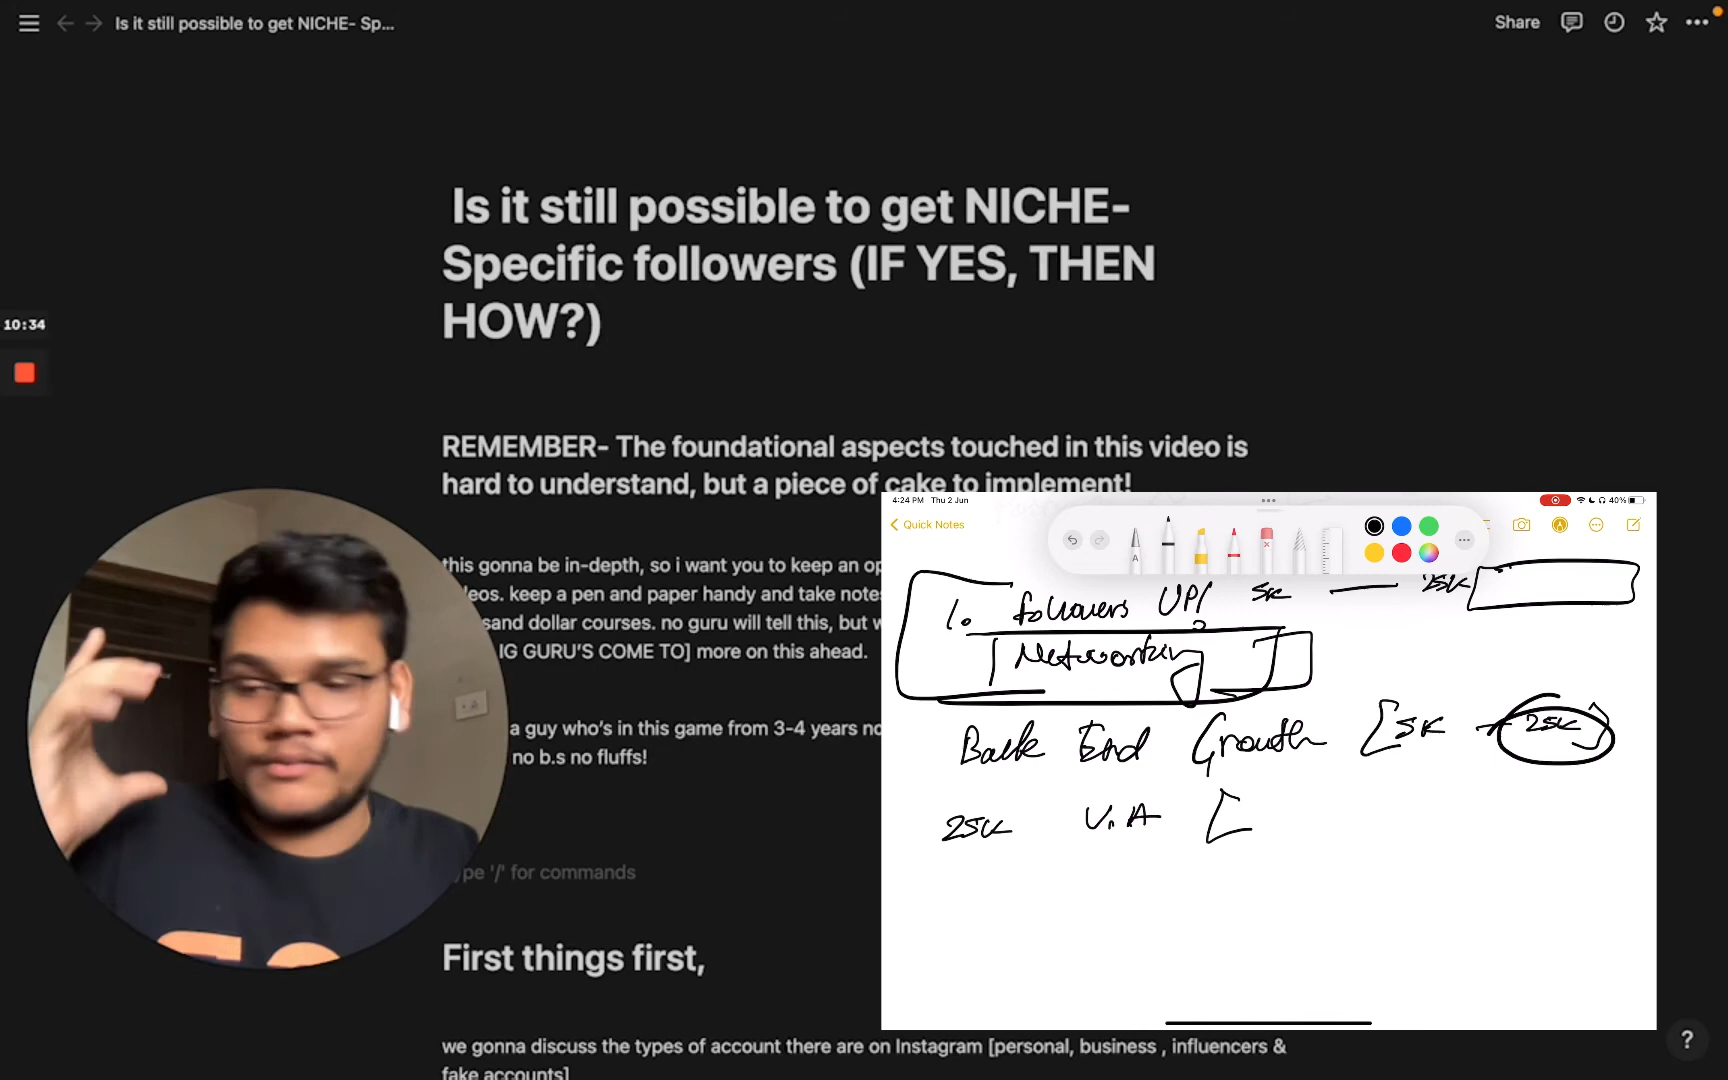 Is it still possible to get NICHE- Sp...
Share
Is it still possible to get NICHE-
Specific followers (IF YES, THEN
HOW?)
10:34
REMEMBER- The foundational aspects touched in this video is
hard to understand, but a piece of cake to implement!
this gonna be in-depth, so i want you to keep an op
eos. keep a pen and paper handy and take note
sand dollar courses. no guru will tell this, but w
IG GURU'S COME TO] more on this ahead.
a guy who's in this game from 3-4 years no
no b.s no fluffs!
pe '/' for commands
First things first,
we gonna discuss the types of account there are on Instagram [personal, business , influencers &
fake accounts]
4:24 PM Thu 2 Jun
40%
Quick Notes
A
1. followers UP! 5K — 25K
Networking
Back End Growth [5K → 25K]
25K V.A [
?